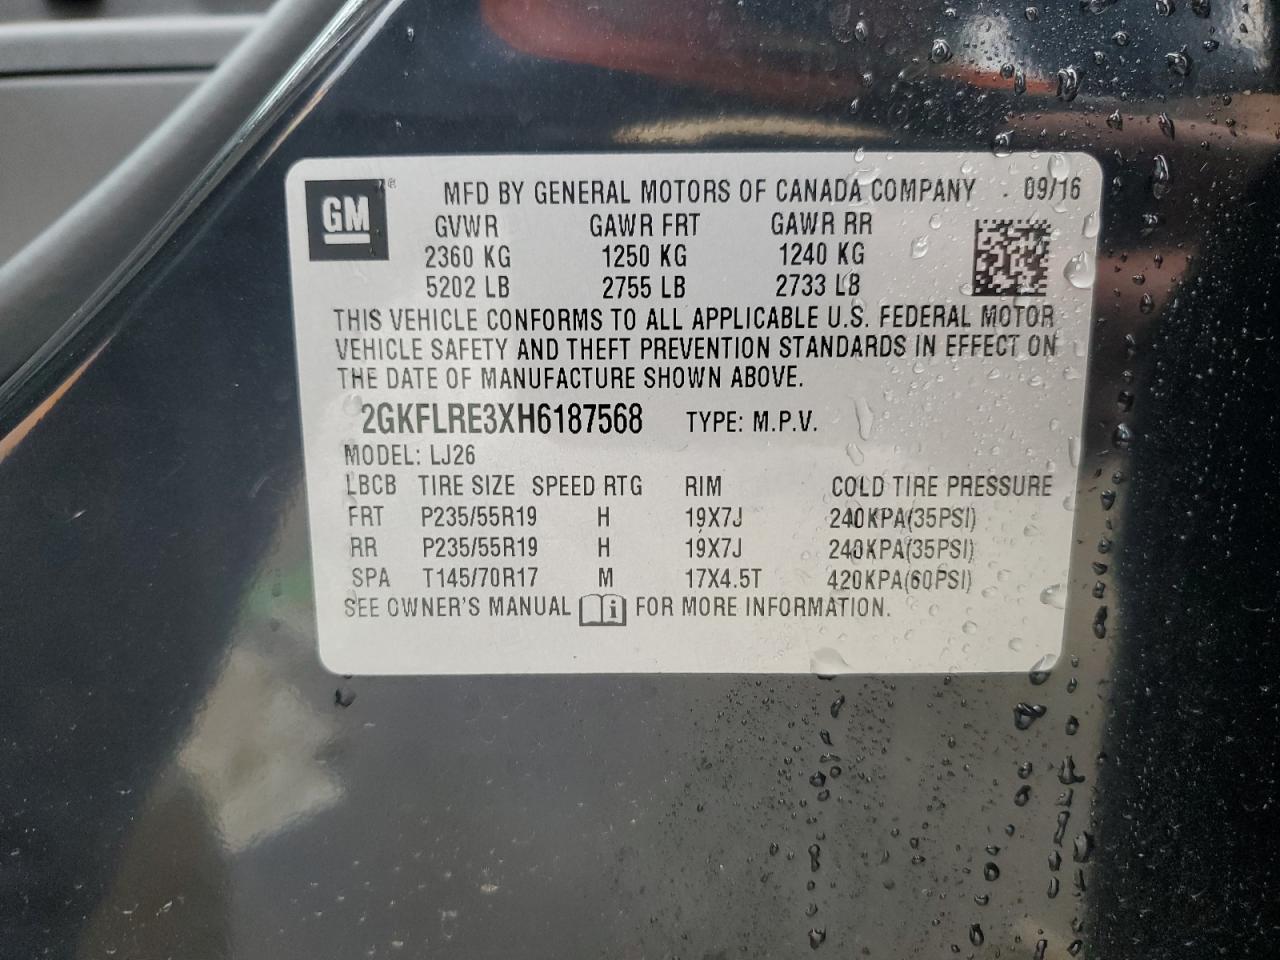 GM® MFD BY GENERAL MOTORS OF CANADA COMPANY 09/16
GVWR GAWR FRT GAWR RR
2360 KG 1250 KG 1240 KG
5202 LB 2755 LB 2733 LB
THIS VEHICLE CONFORMS TO ALL APPLICABLE U.S. FEDERAL MOTOR
VEHICLE SAFETY AND THEFT PREVENTION STANDARDS IN EFFECT ON
THE DATE OF MANUFACTURE SHOWN ABOVE.
2GKFLRE3XH6187568 TYPE: M.P.V.
MODEL: LJ26
LBCB TIRE SIZE SPEED RTG RIM COLD TIRE PRESSURE
FRT P235/55R19 H 19X7J 240KPA(35PSI)
RR P235/55R19 H 19X7J 240KPA(35PSI)
SPA T145/70R17 M 17X4.5T 420KPA(60PSI)
SEE OWNER'S MANUAL i FOR MORE INFORMATION.